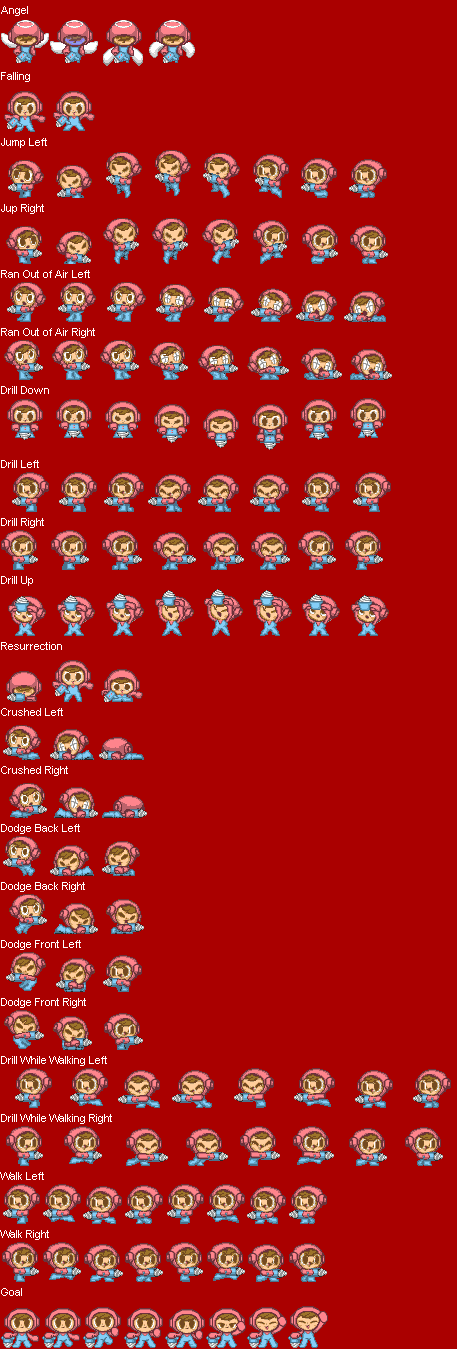 Angel
Falling
Jump Left
Jup Right
Ran Out of Air Left
Ran Out of Air Right
Drill Down
Drill Left
Drill Right
Drill Up
Resurrection
Crushed Left
Crushed Right
Dodge Back Left
Dodge Back Right
Dodge Front Left
Dodge Front Right
Drill While Walking Left
Drill While Walking Right
Walk Left
Walk Right
Goal